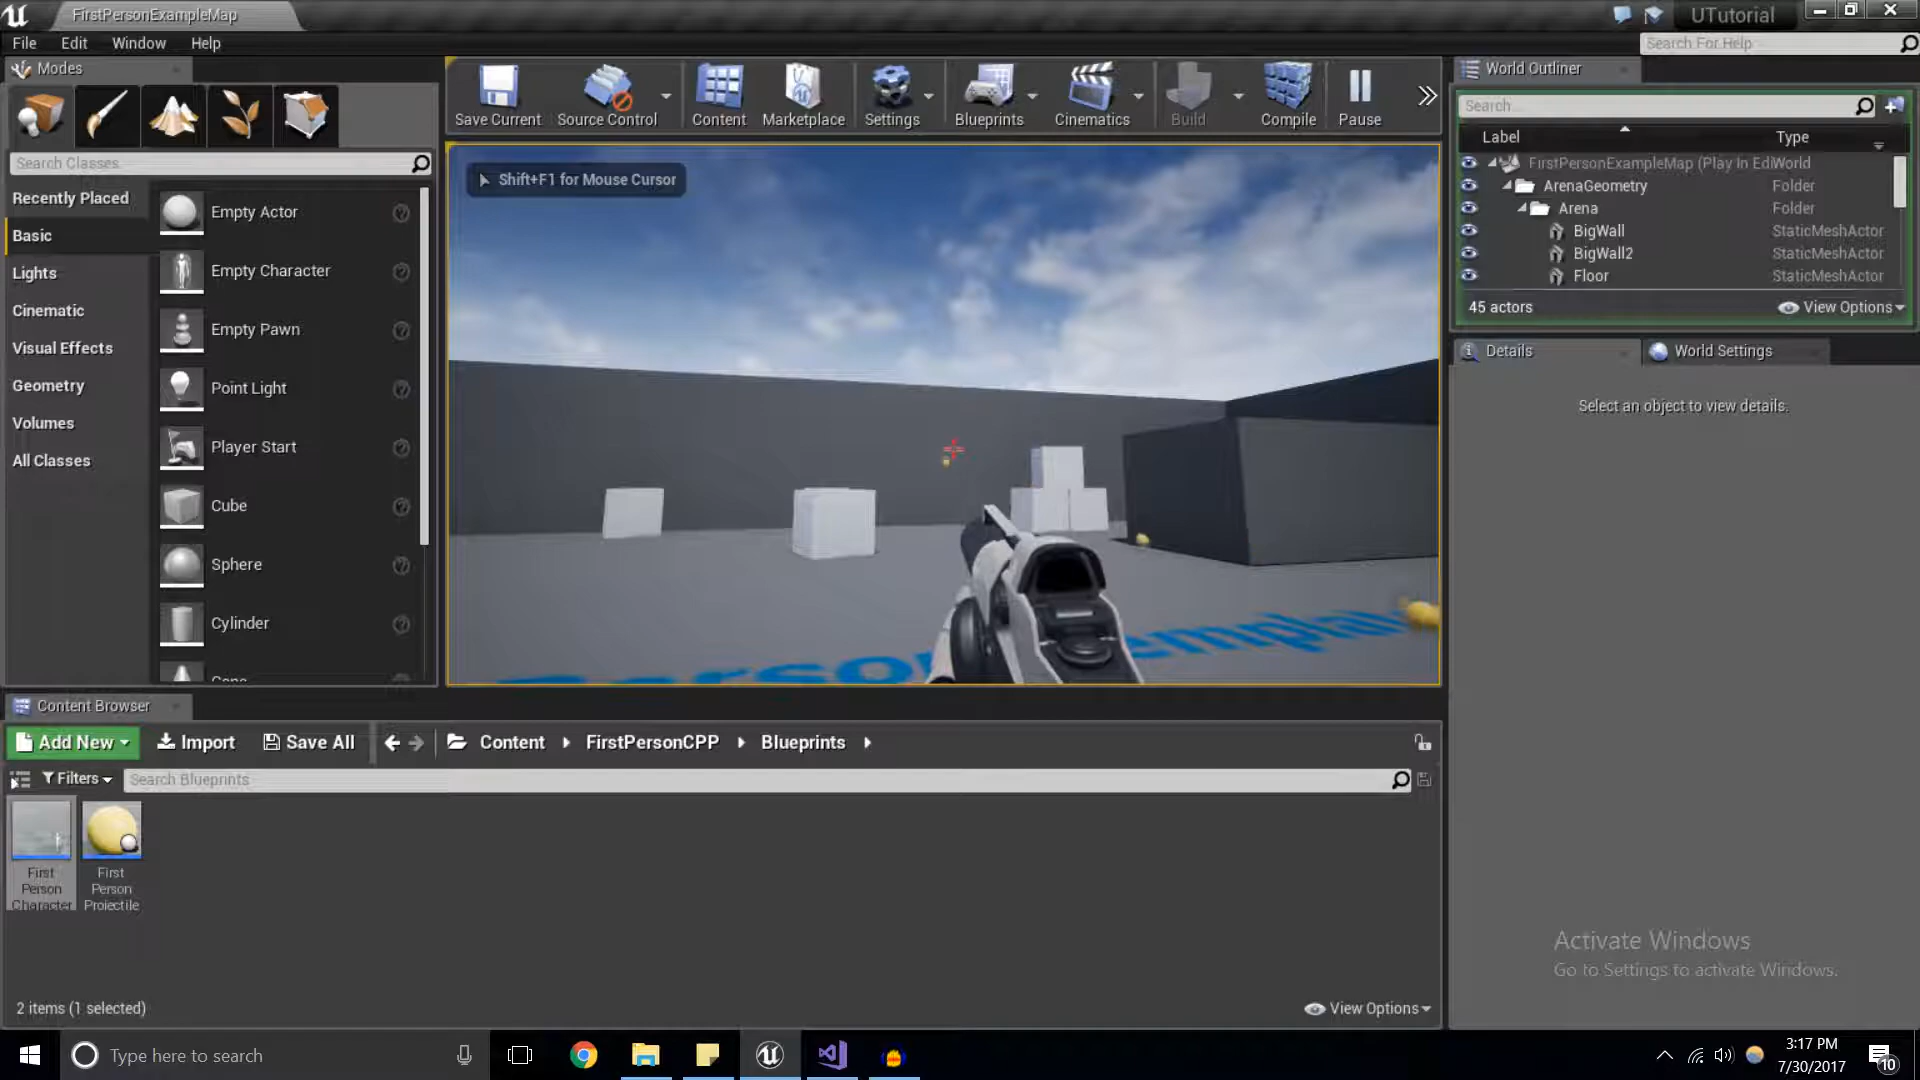 FirstPersonExampleMap
UTutorial
File Edit Window Help
Search For Help
Modes
Search Classes
Recently Placed
Basic
Lights
Cinematic
Visual Effects
Geometry
Volumes
All Classes
Empty Actor
Empty Character
Empty Pawn
Point Light
Player Start
Cube
Sphere
Cylinder
Cone
Save Current
Source Control
Content
Marketplace
Settings
Blueprints
Cinematics
Build
Compile
Pause
Shift+F1 for Mouse Cursor
World Outliner
Search...
Label Type
FirstPersonExampleMap (Play In Edi World
ArenaGeometry Folder
Arena Folder
BigWall StaticMeshActor
BigWall2 StaticMeshActor
Floor StaticMeshActor
45 actors View Options
Details World Settings
Select an object to view details.
Content Browser
Add New Import Save All Content FirstPersonCPP Blueprints
Filters Search Blueprints
First
Person
Character
First
Person
Projectile
2 items (1 selected) View Options
Activate Windows
Go to Settings to activate Windows.
Type here to search
3:17 PM
7/30/2017
10